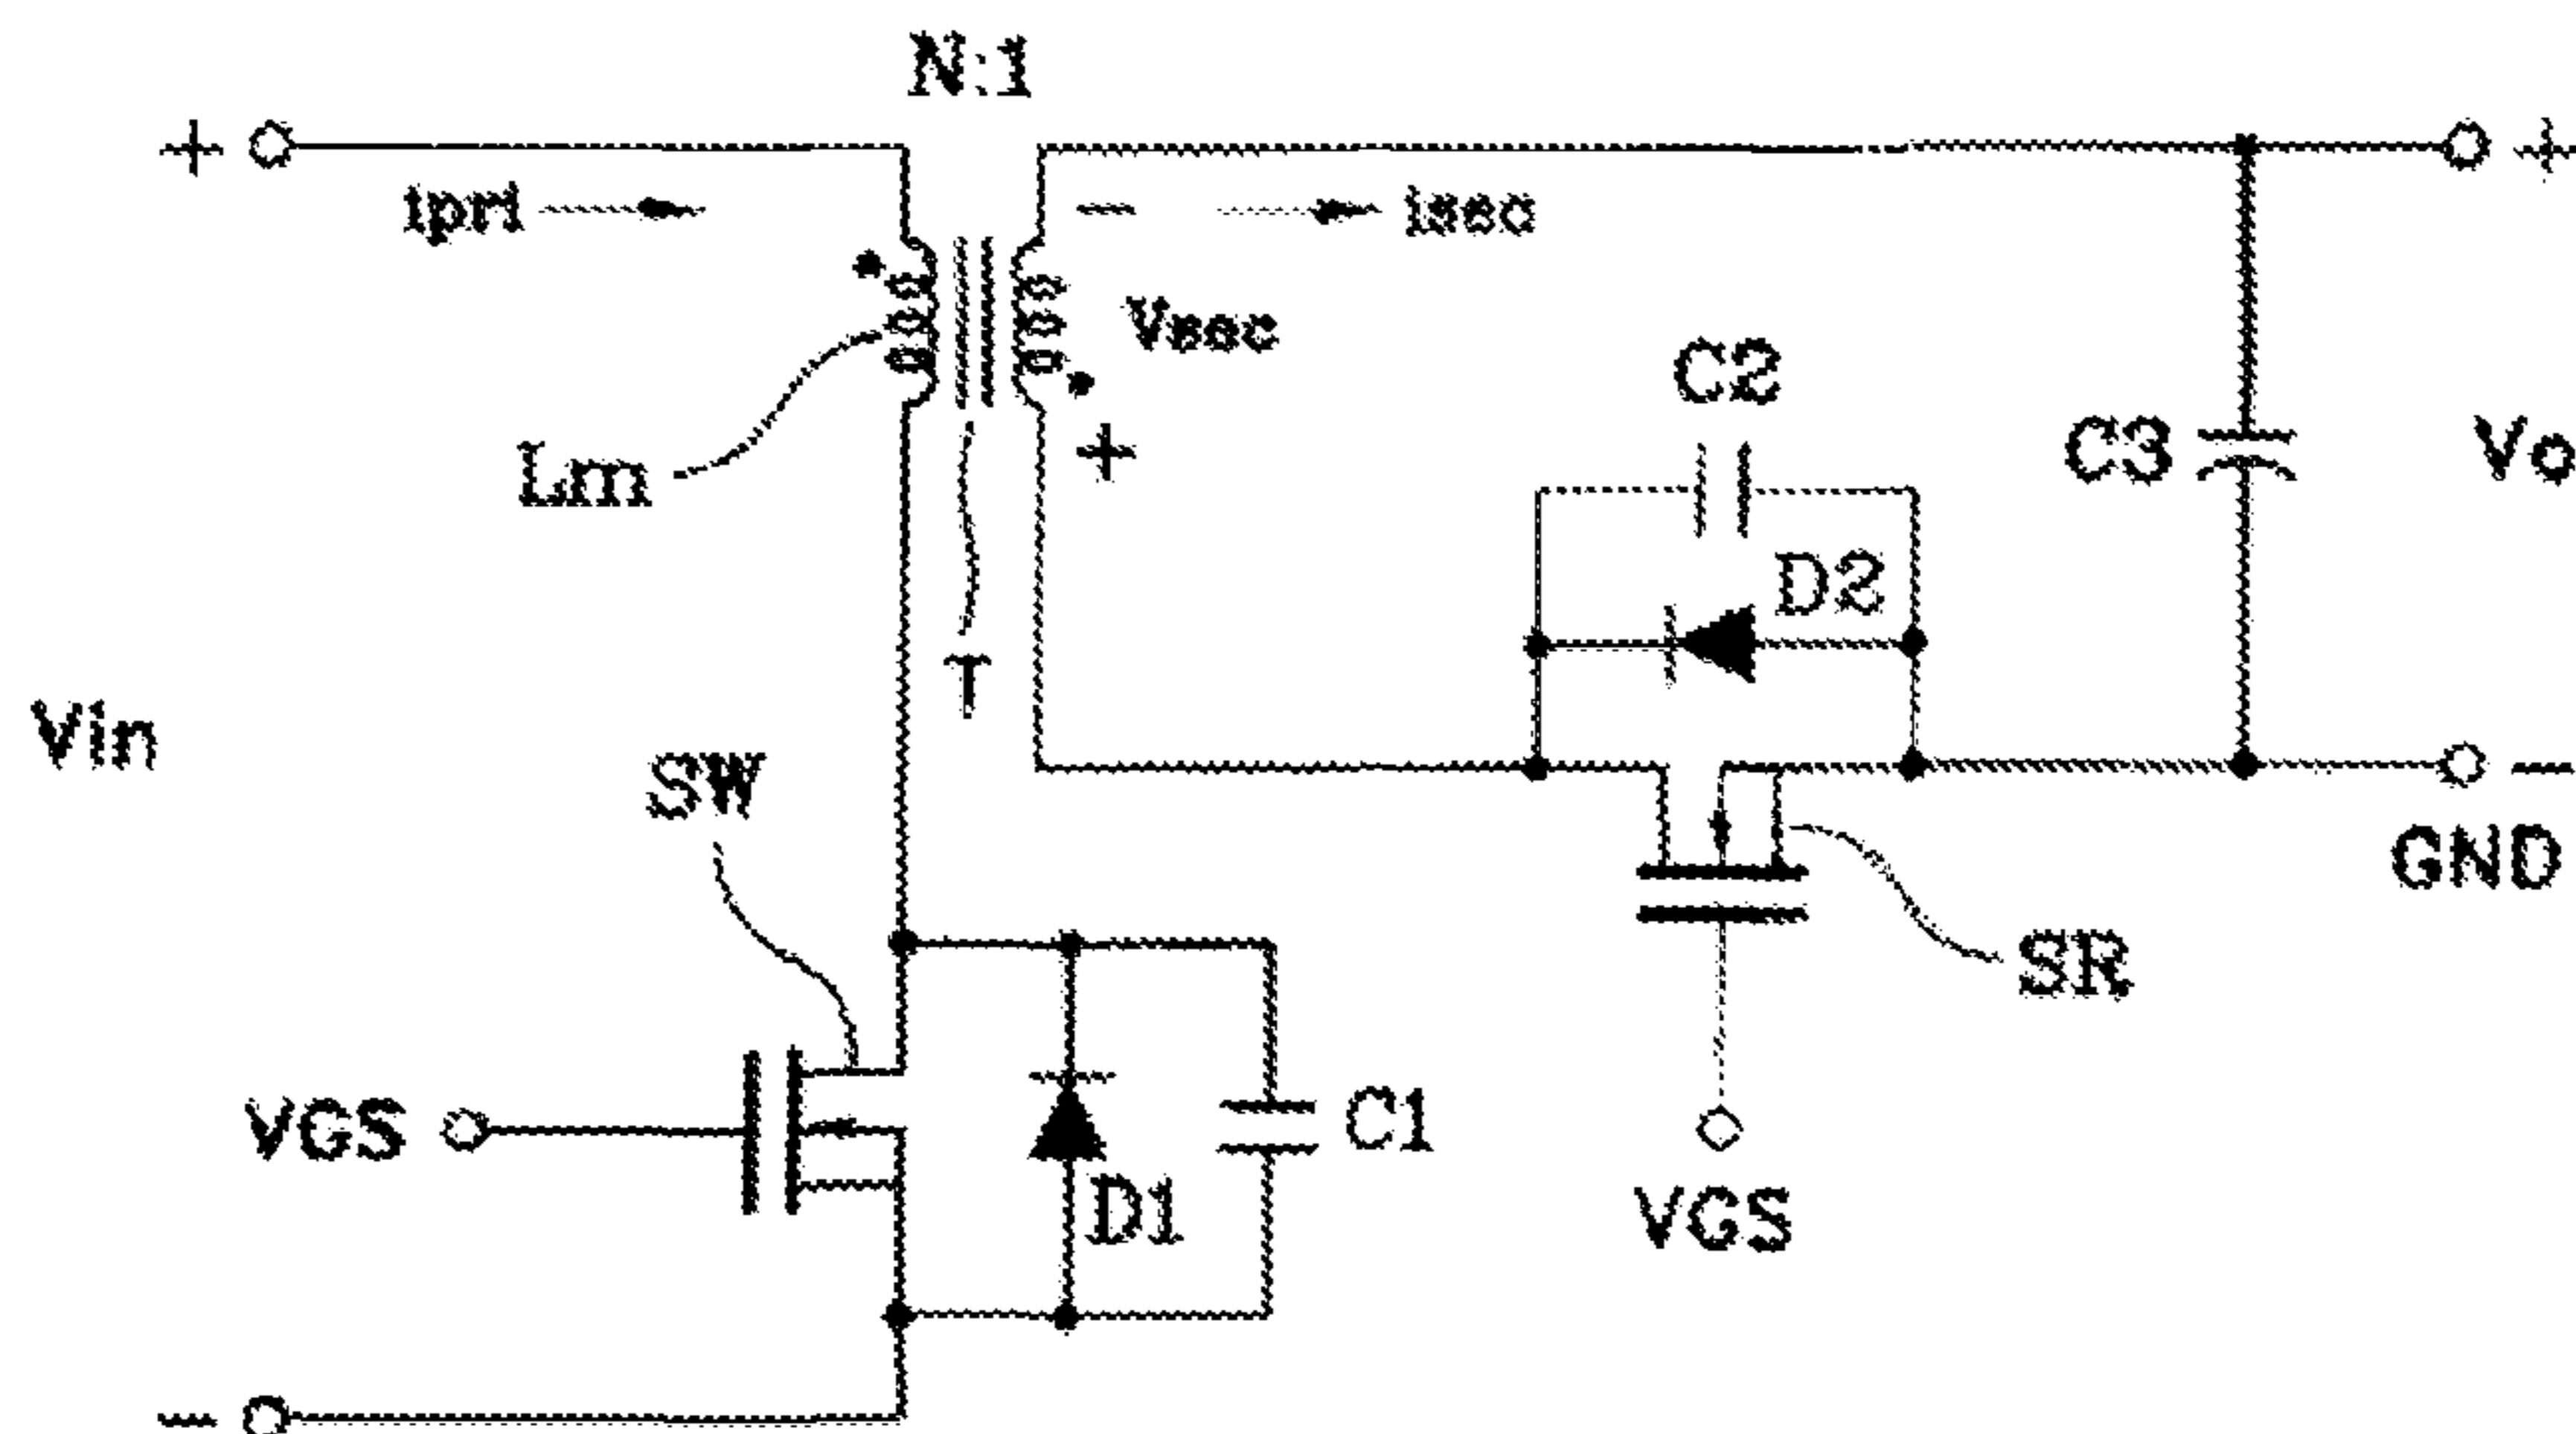 N:1
+
+
ipri
−
isec
Vsec
Lm
+
C2
C3
Vo
D2
T
Vin
SW
−
GND
SR
VGS
C1
D1
VGS
−